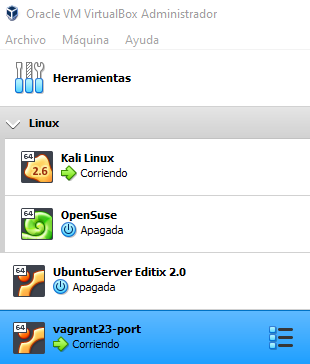 Oracle VM VirtualBox Administrador
Archivo Máquina Ayuda
Herramientas
Linux
64
2.6
Kali Linux
Corriendo
64
OpenSuse
Apagada
64
UbuntuServer Editix 2.0
Apagada
64
vagrant23-port
Corriendo